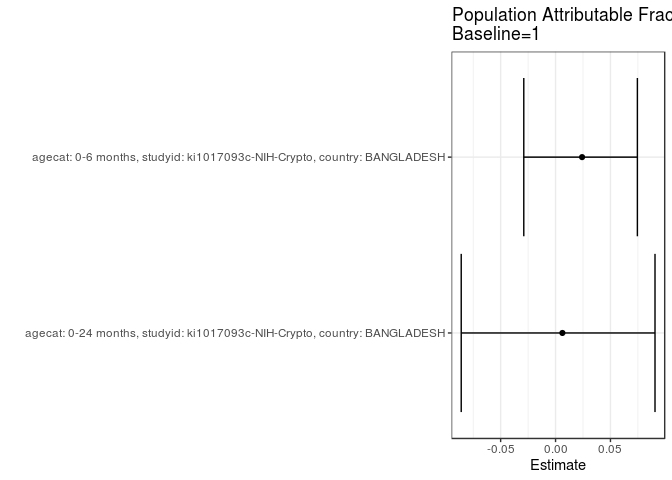 Population Attributable Frac
Baseline=1
agecat: 0-6 months, studyid: ki1017093c-NIH-Crypto, country: BANGLADESH
agecat: 0-24 months, studyid: ki1017093c-NIH-Crypto, country: BANGLADESH
-0.05 0.00 0.05
Estimate